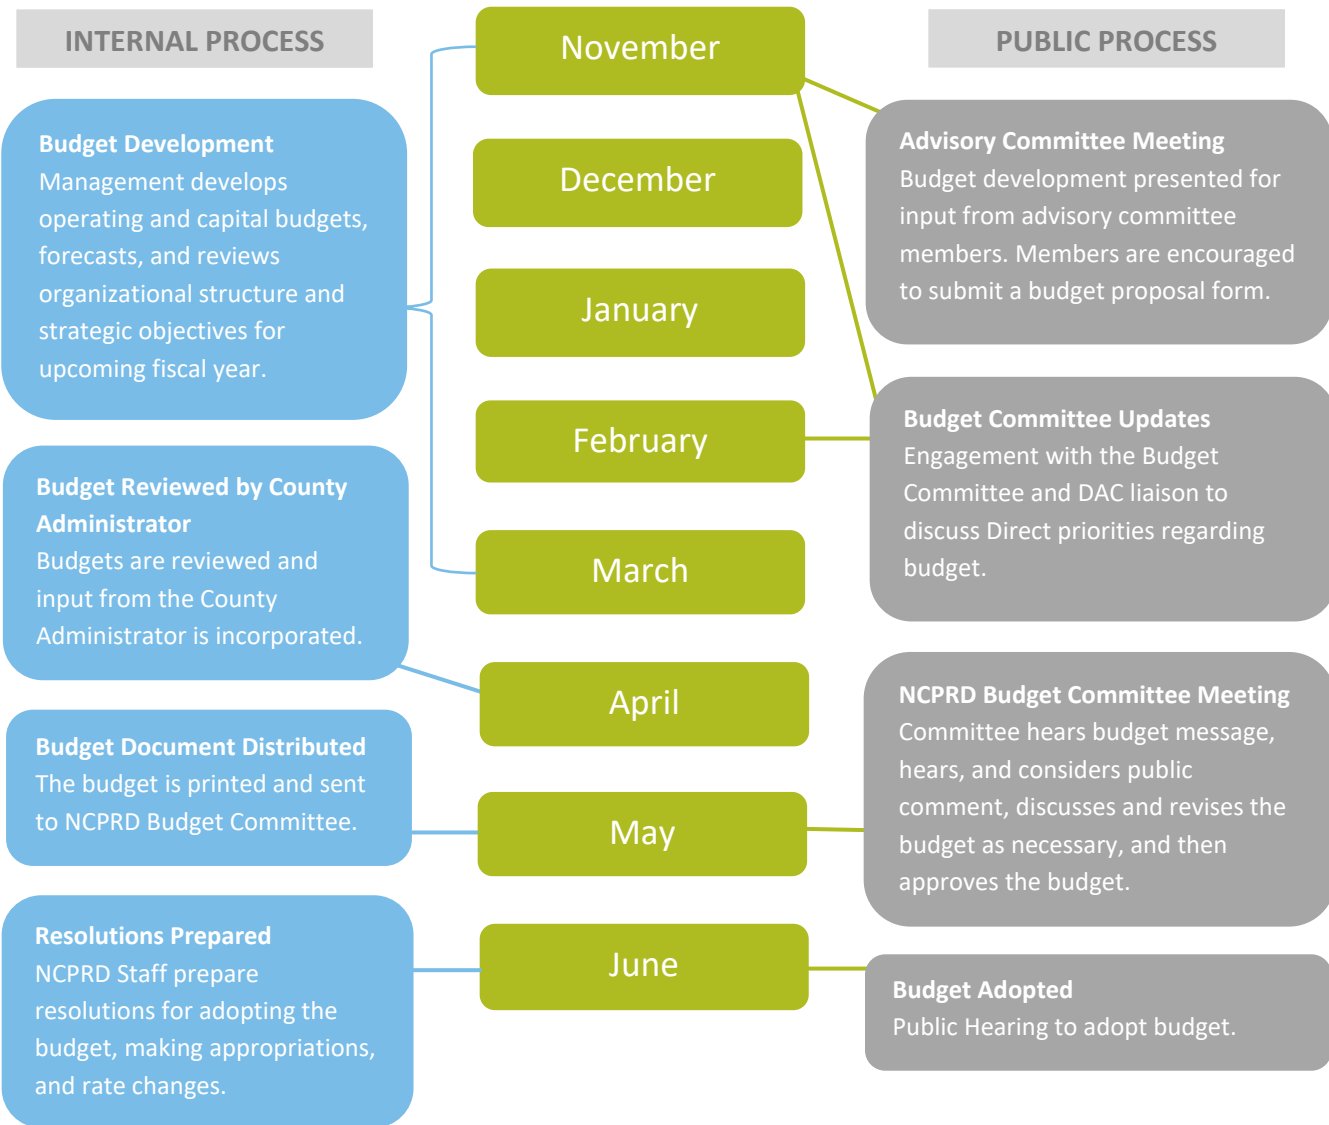 INTERNAL PROCESS
Budget Development
Management develops
operating and capital budgets,
forecasts, and reviews
organizational structure and
strategic objectives for
upcoming fiscal year.
Budget Reviewed by County
Administrator
Budgets are reviewed and
input from the County
Administrator is incorporated.
Budget Document Distributed
The budget is printed and sent
to NCPRD Budget Committee.
Resolutions Prepared
NCPRD Staff prepare
resolutions for adopting the
budget, making appropriations,
and rate changes.
November
December
January
February
March
April
May
June
PUBLIC PROCESS
Advisory Committee Meeting
Budget development presented for
input from advisory committee
members. Members are encouraged
to submit a budget proposal form.
Budget Committee Updates
Engagement with the Budget
Committee and DAC liaison to
discuss Direct priorities regarding
budget.
NCPRD Budget Committee Meeting
Committee hears budget message,
hears, and considers public
comment, discusses and revises the
budget as necessary, and then
approves the budget.
Budget Adopted
Public Hearing to adopt budget.